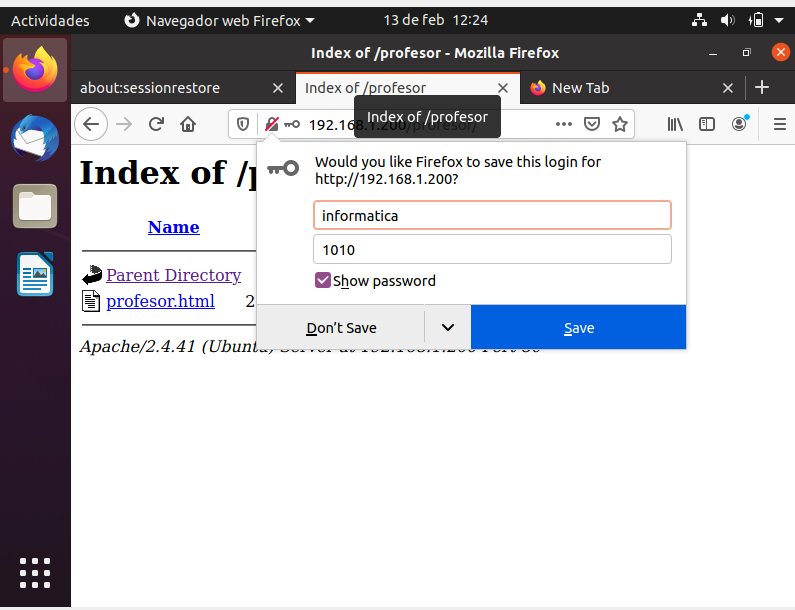 Actividades Navegador web Firefox 13 de feb 12:24
Index of /profesor - Mozilla Firefox
about:sessionrestore Index of /profesor New Tab
Index of /profesor
192.168.1.200/profesor/
Would you like Firefox to save this login for
http://192.168.1.200?
informatica
1010
Show password
Don't Save Save
Index of /p
Name
Parent Directory
profesor.html 2
Apache/2.4.41 (Ubuntu) Server at 192.168.1.200 Port 80